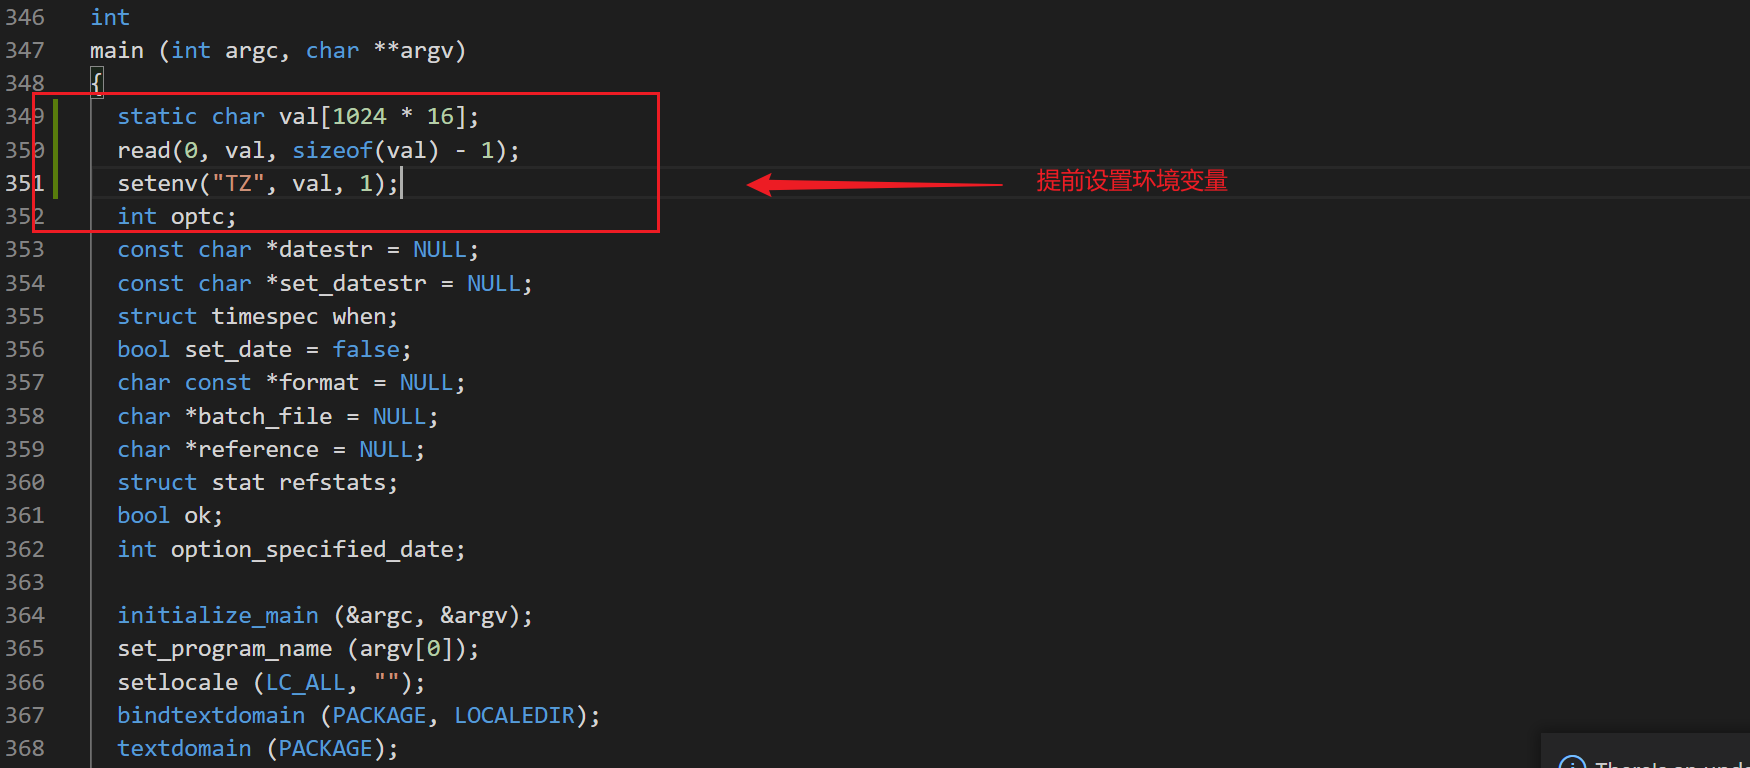 346 int
347 main (int argc, char **argv)
348 {
349 static char val[1024 * 16];
350 read(0, val, sizeof(val) - 1);
351 setenv("TZ", val, 1);
提前设置环境变量
352 int optc;
353 const char *datestr = NULL;
354 const char *set_datestr = NULL;
355 struct timespec when;
356 bool set_date = false;
357 char const *format = NULL;
358 char *batch_file = NULL;
359 char *reference = NULL;
360 struct stat refstats;
361 bool ok;
362 int option_specified_date;
363
364 initialize_main (&argc, &argv);
365 set_program_name (argv[0]);
366 setlocale (LC_ALL, "");
367 bindtextdomain (PACKAGE, LOCALEDIR);
368 textdomain (PACKAGE);